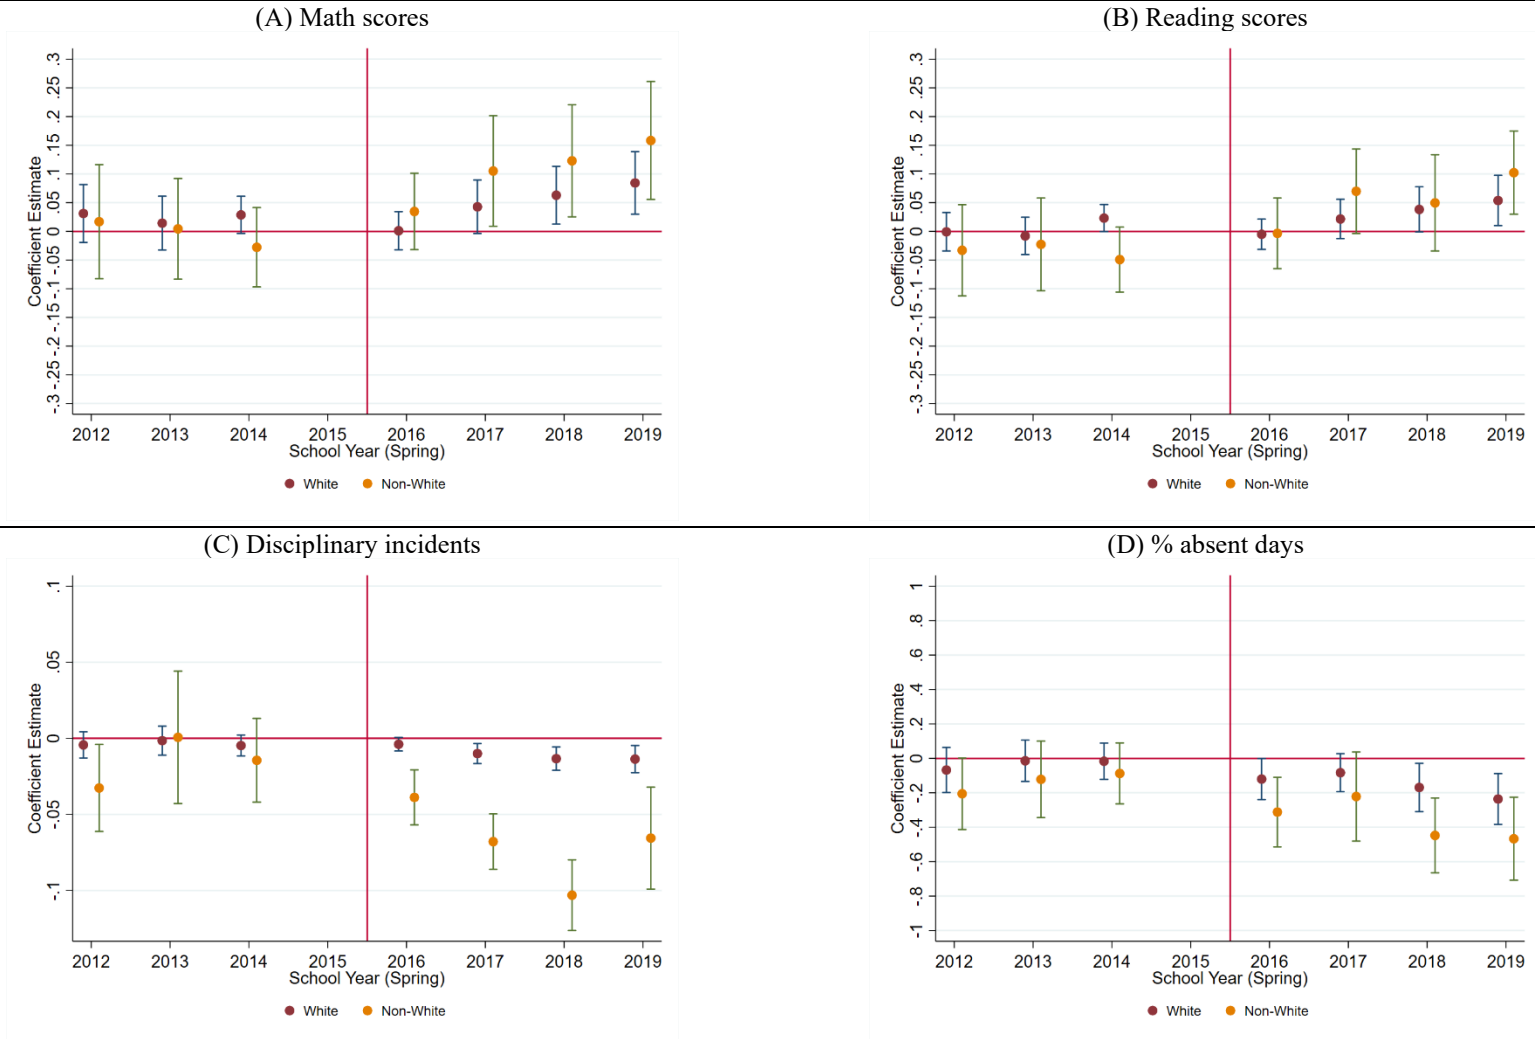 (A) Math scores
Coefficient Estimate
.3
.25
.2
.15
.1
.05
0
-.05
-.1
-.15
-.2
-.25
-.3
2012 2013 2014 2015 2016 2017 2018 2019
School Year (Spring)
White Non-White
(B) Reading scores
Coefficient Estimate
.3
.25
.2
.15
.1
.05
0
-.05
-.1
-.15
-.2
-.25
-.3
2012 2013 2014 2015 2016 2017 2018 2019
School Year (Spring)
White Non-White
(C) Disciplinary incidents
Coefficient Estimate
.1
.05
0
-.05
-.1
2012 2013 2014 2015 2016 2017 2018 2019
School Year (Spring)
White Non-White
(D) % absent days
Coefficient Estimate
1
.8
.6
.4
.2
0
-.2
-.4
-.6
-.8
-1
2012 2013 2014 2015 2016 2017 2018 2019
School Year (Spring)
White Non-White